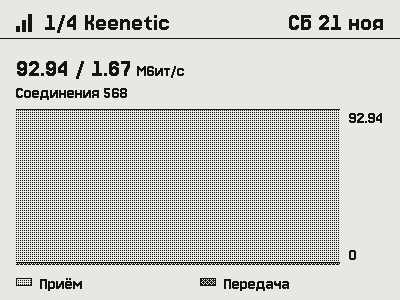 1/4 Keenetic Сб 21 ноя
92.94 / 1.67 Мбит/с
Соединения 568
92.94
0
Приём Передача